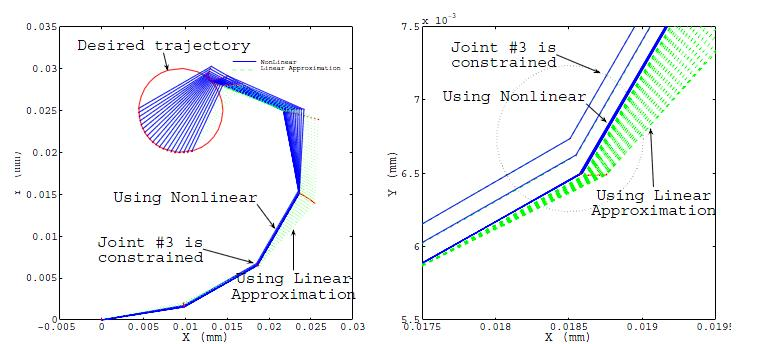 0.035
Desired trajectory
NonLinear
Linear Approximation
0.03
0.025
0.02
0.015
Using Nonlinear
0.01
Joint #3 is
constrained
0.005
Using Linear
Approximation
0
-0.005 0 0.005 0.01 0.015 0.02 0.025 0.03
X (mm)
7.5 x 10⁻³
Joint #3 is
constrained
Using Nonlinear
7
Y (mm)
6.5
Using Linear
Approximation
6
5.5
0.0175 0.018 0.0185 0.019
X (mm)